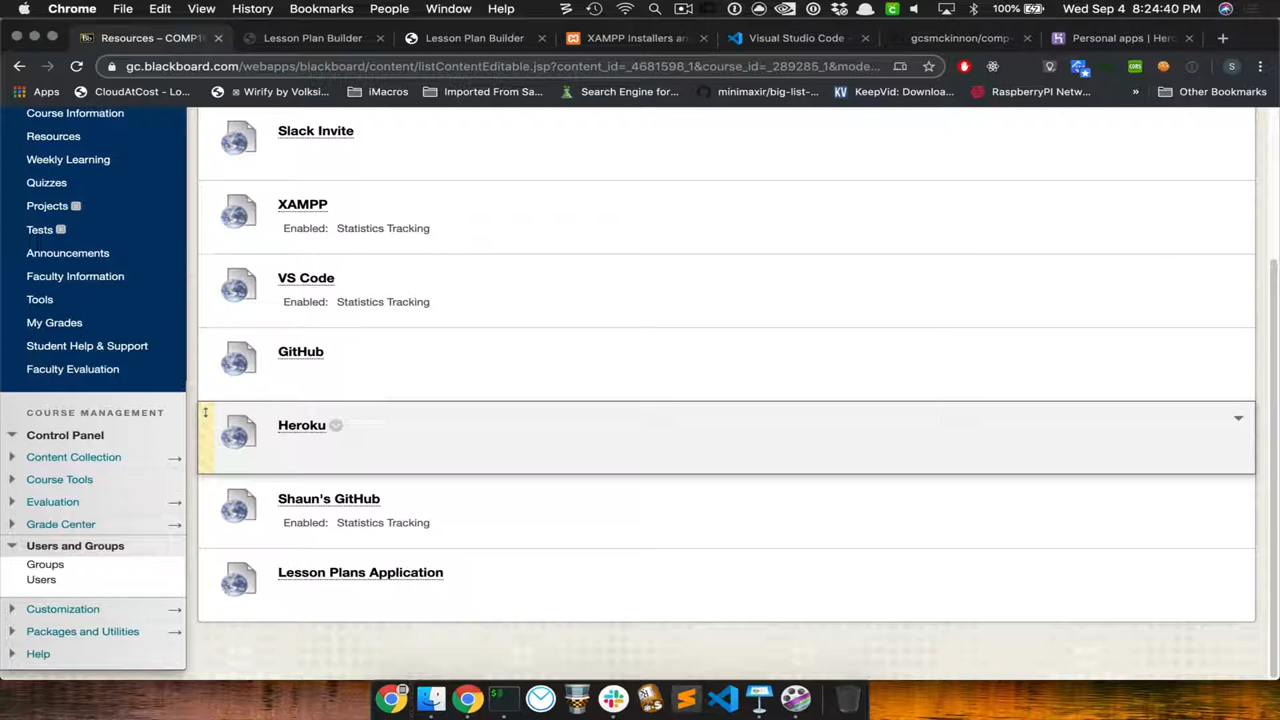 Chrome File Edit View History Bookmarks People Window Help 100% Wed Sep 4 8:24:40 PM
Resources – COMP1 Lesson Plan Builder Lesson Plan Builder XAMPP Installers an Visual Studio Code gcsmckinnon/comp- Personal apps | Her
gc.blackboard.com/webapps/blackboard/content/listContentEditable.jsp?content_id=_4681598_1&course_id=_289285_1&mode... S
Apps CloudAtCost - Lo... » Wirify by Volksi... iMacros Imported From Sa... Search Engine for... minimaxir/big-list-... KV KeepVid: Downloa... RaspberryPI Netw... » Other Bookmarks
Course Information
Resources
Weekly Learning
Quizzes
Projects
Tests
Announcements
Faculty Information
Tools
My Grades
Student Help & Support
Faculty Evaluation
COURSE MANAGEMENT
Control Panel
Content Collection
Course Tools
Evaluation
Grade Center
Users and Groups
Groups
Users
Customization
Packages and Utilities
Help
Slack Invite
XAMPP
Enabled: Statistics Tracking
VS Code
Enabled: Statistics Tracking
GitHub
Heroku
Shaun's GitHub
Enabled: Statistics Tracking
Lesson Plans Application